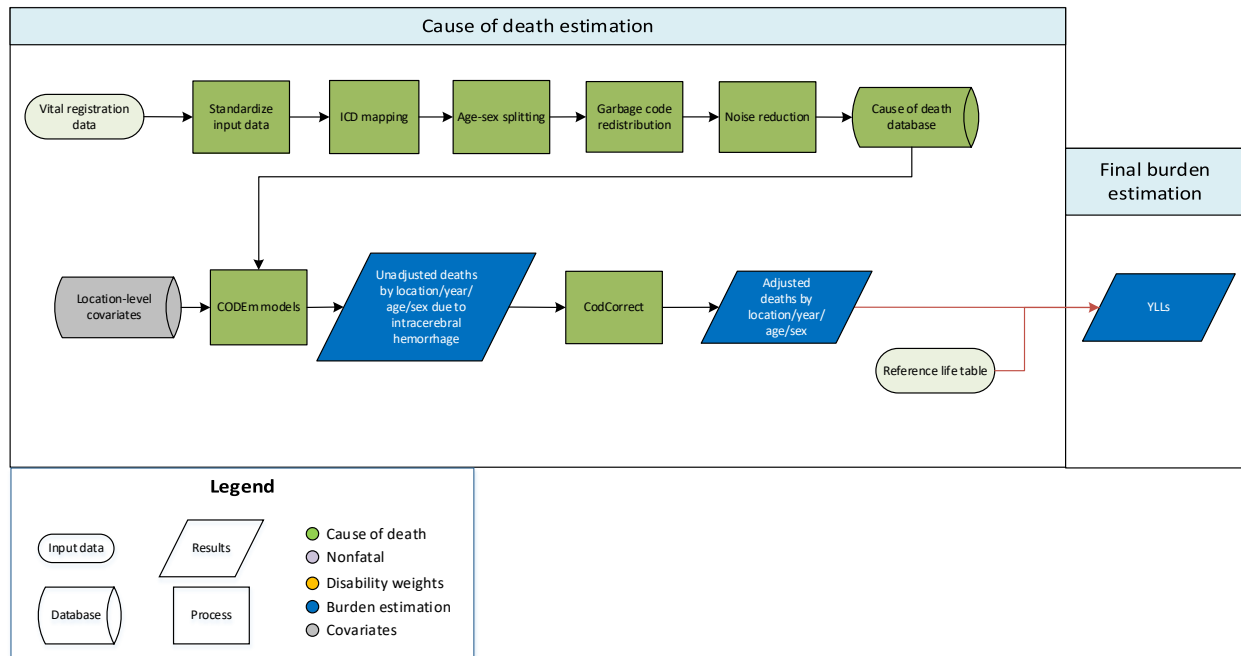 Cause of death estimation
Vital registration
data
Standardize
input data
ICD mapping
Age-sex splitting
Garbage code
redistribution
Noise reduction
Cause of death
database
Final burden
estimation
Location-level
covariates
CODEm models
Unadjusted deaths
by location/year/
age/sex due to
intracerebral
hemorrhage
CodCorrect
Adjusted
deaths by
location/year/
age/sex
YLLs
Reference life table
Legend
Input data
Results
Database
Process
Cause of death
Nonfatal
Disability weights
Burden estimation
Covariates